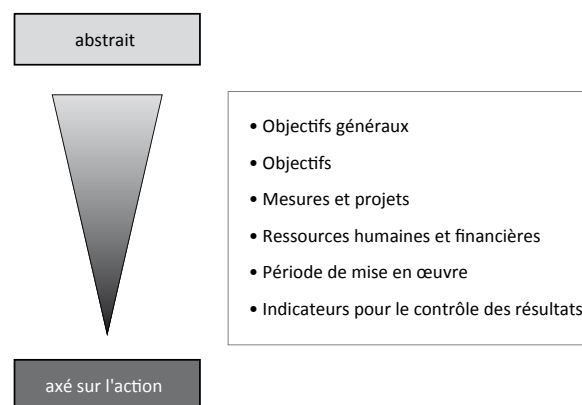 abstrait
• Objectifs généraux
• Objectifs
• Mesures et projets
• Ressources humaines et financières
• Période de mise en œuvre
• Indicateurs pour le contrôle des résultats
axé sur l'action